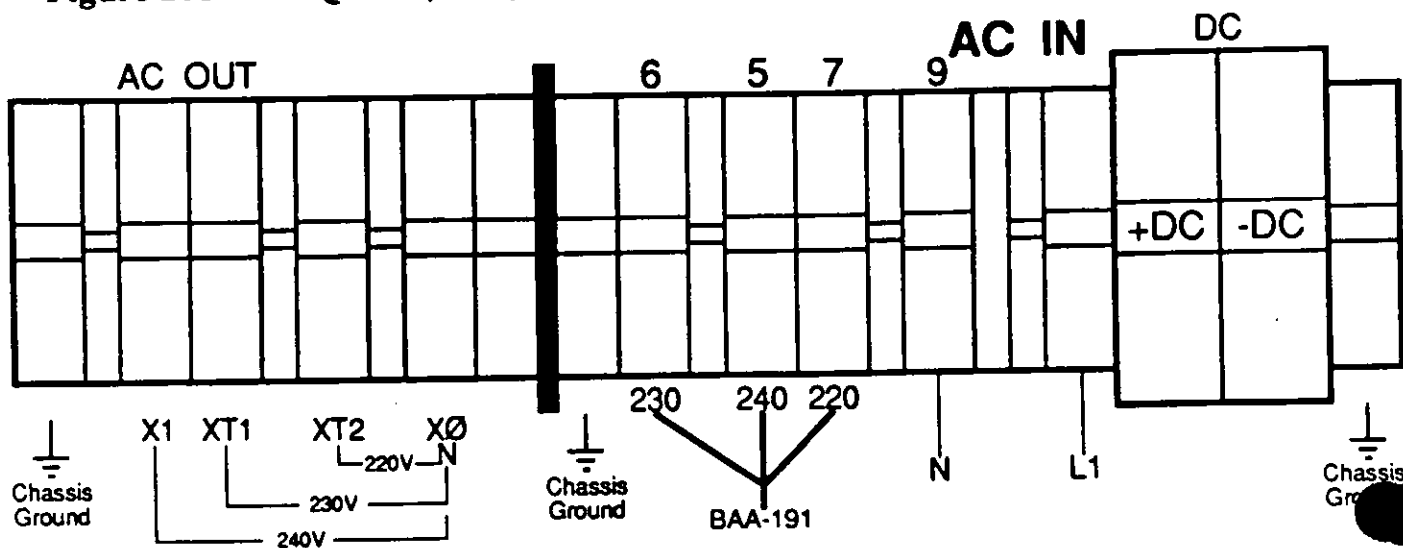 AC IN
DC
AC OUT
6 5 7 9
+DC -DC
230 240 220
X1 XT1 XT2 XØ
N
220V
N
L1
230V
240V
Chassis
Ground
Chassis
Ground
BAA-191
Chassis